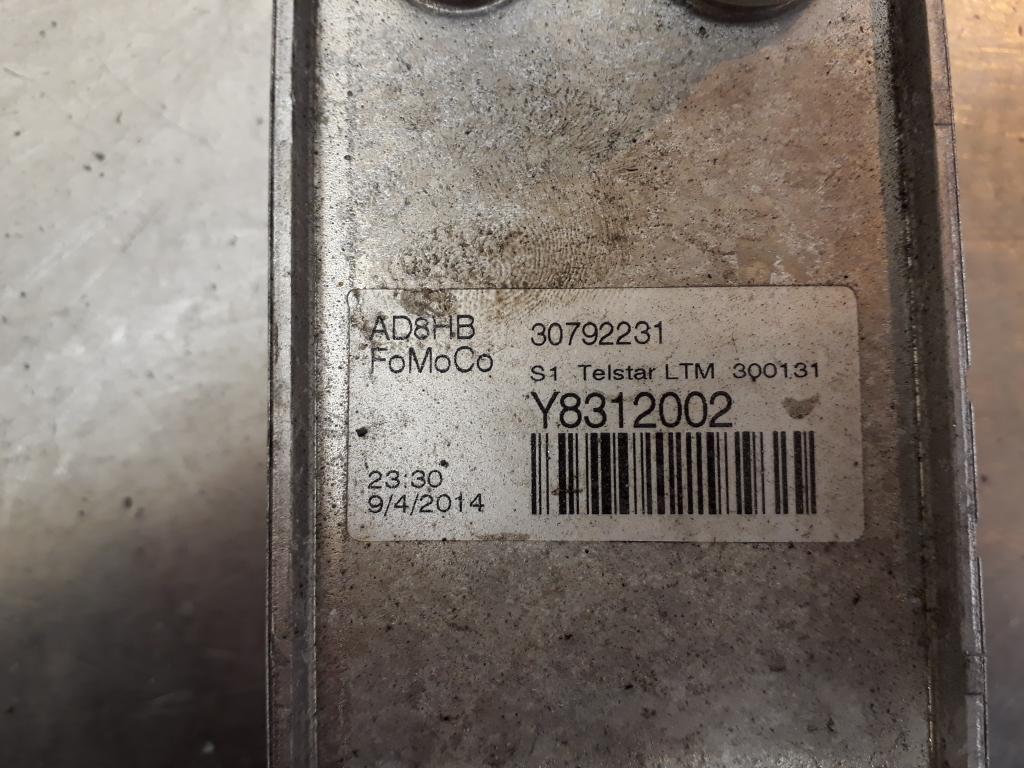 AD8HB 30792231
FoMoCo S1 Telstar LTM 300131
Y8312002
23:30
9/4/2014